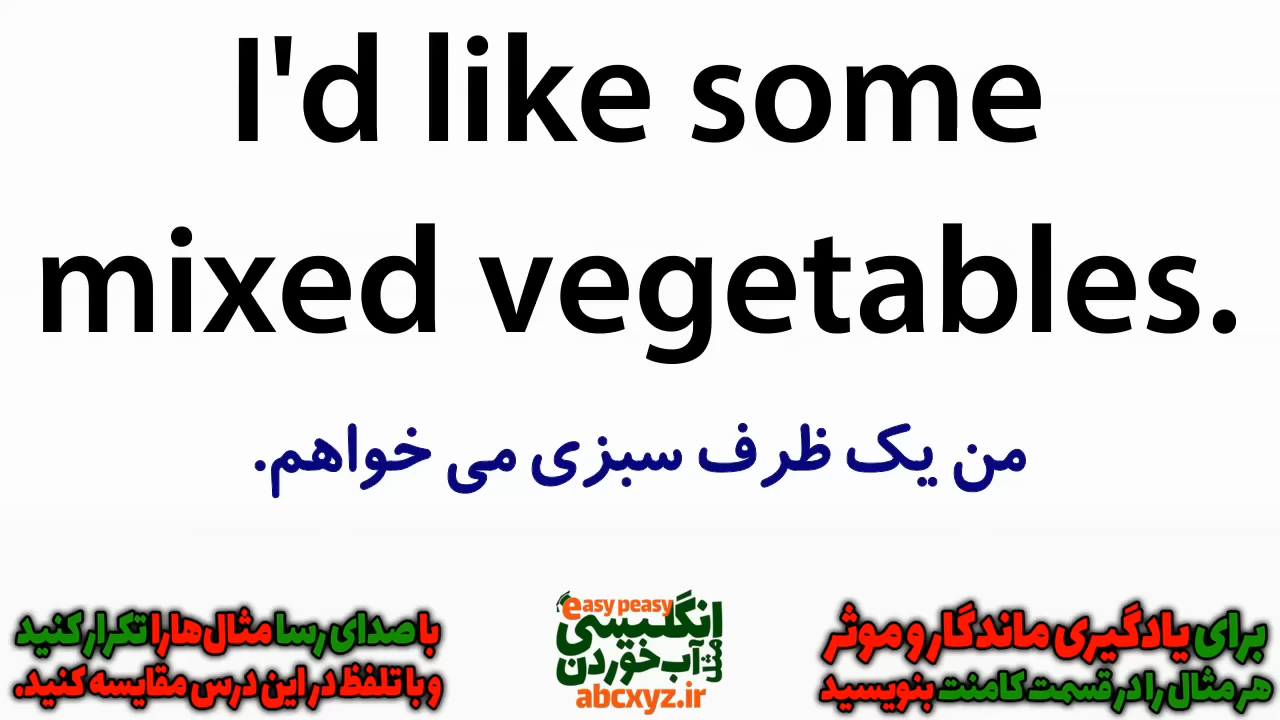 I'd like some
mixed vegetables.
من یک ظرف سبزی می خواهم.
برای یادگیری ماندگار و موثر
هر مثال را در قسمت کامنت بنویسید
easy peasy
انگلیسی
مثل آب خوردن
abcxyz.ir
با صدای رسا مثال‌ها را تکرار کنید
و با تلفظ در این درس مقایسه کنید.